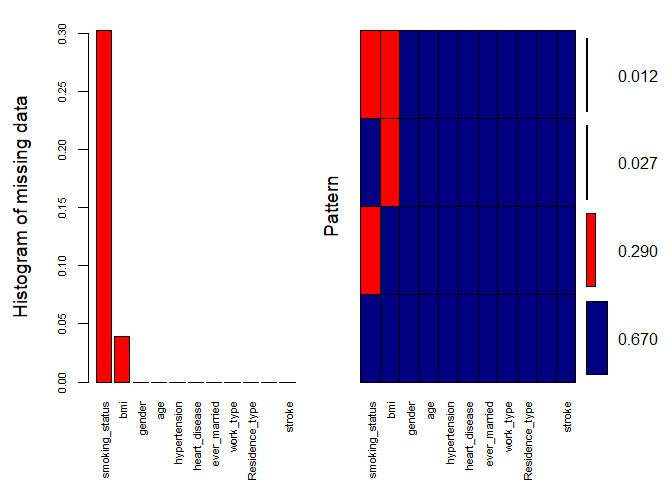 Histogram of missing data
0.30
0.25
0.20
0.15
0.10
0.05
0.00
smoking_status
bmi
gender
age
hypertension
heart_disease
ever_married
work_type
Residence_type
stroke
Pattern
smoking_status
bmi
gender
age
hypertension
heart_disease
ever_married
work_type
Residence_type
stroke
0.012
0.027
0.290
0.670